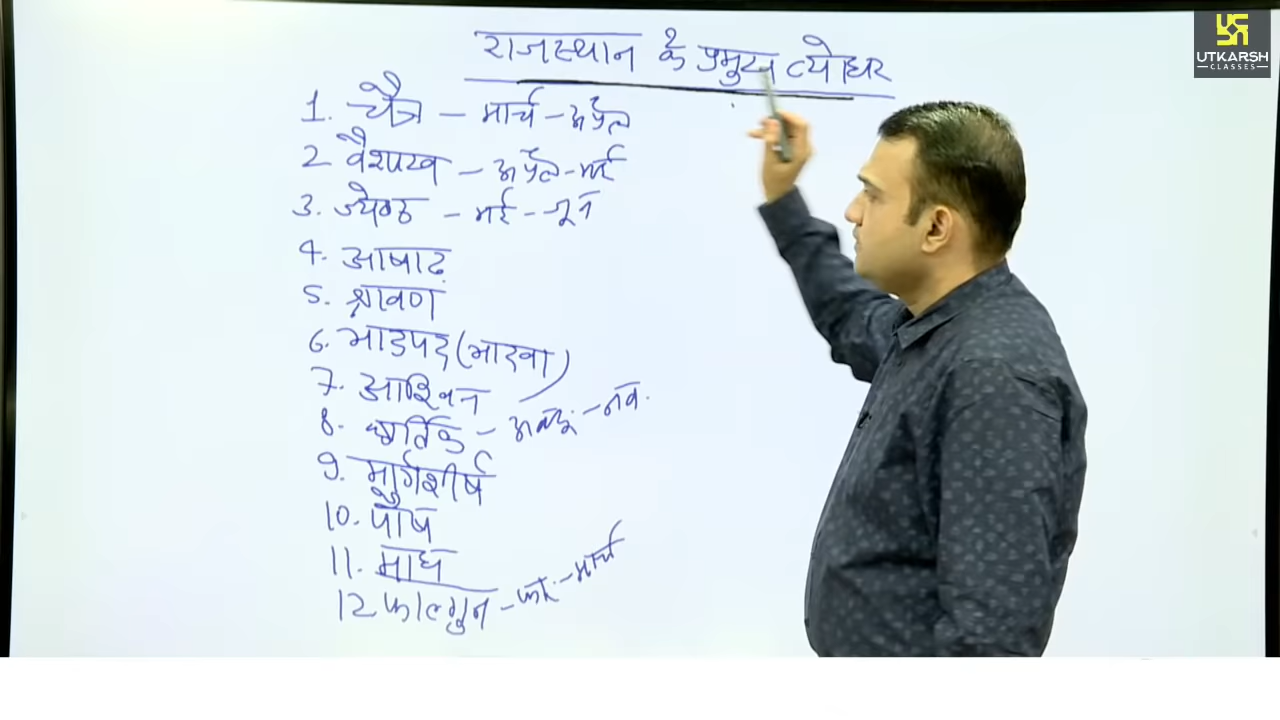 राजस्थान के प्रमुख त्योहार
UTKARSH
CLASSES
1. चैत्र – मार्च – अप्रैल
2 वैशाख – अप्रैल – मई
3. ज्येष्ठ – मई – जून
4. आषाढ़
5. श्रावण
6. भाद्रपद (भादवा)
7. आश्विन
8. कार्तिक – अक्टू – नव.
9. मार्गशीर्ष
10. पौष
11. माघ
12 फाल्गुन – फर. – मार्च